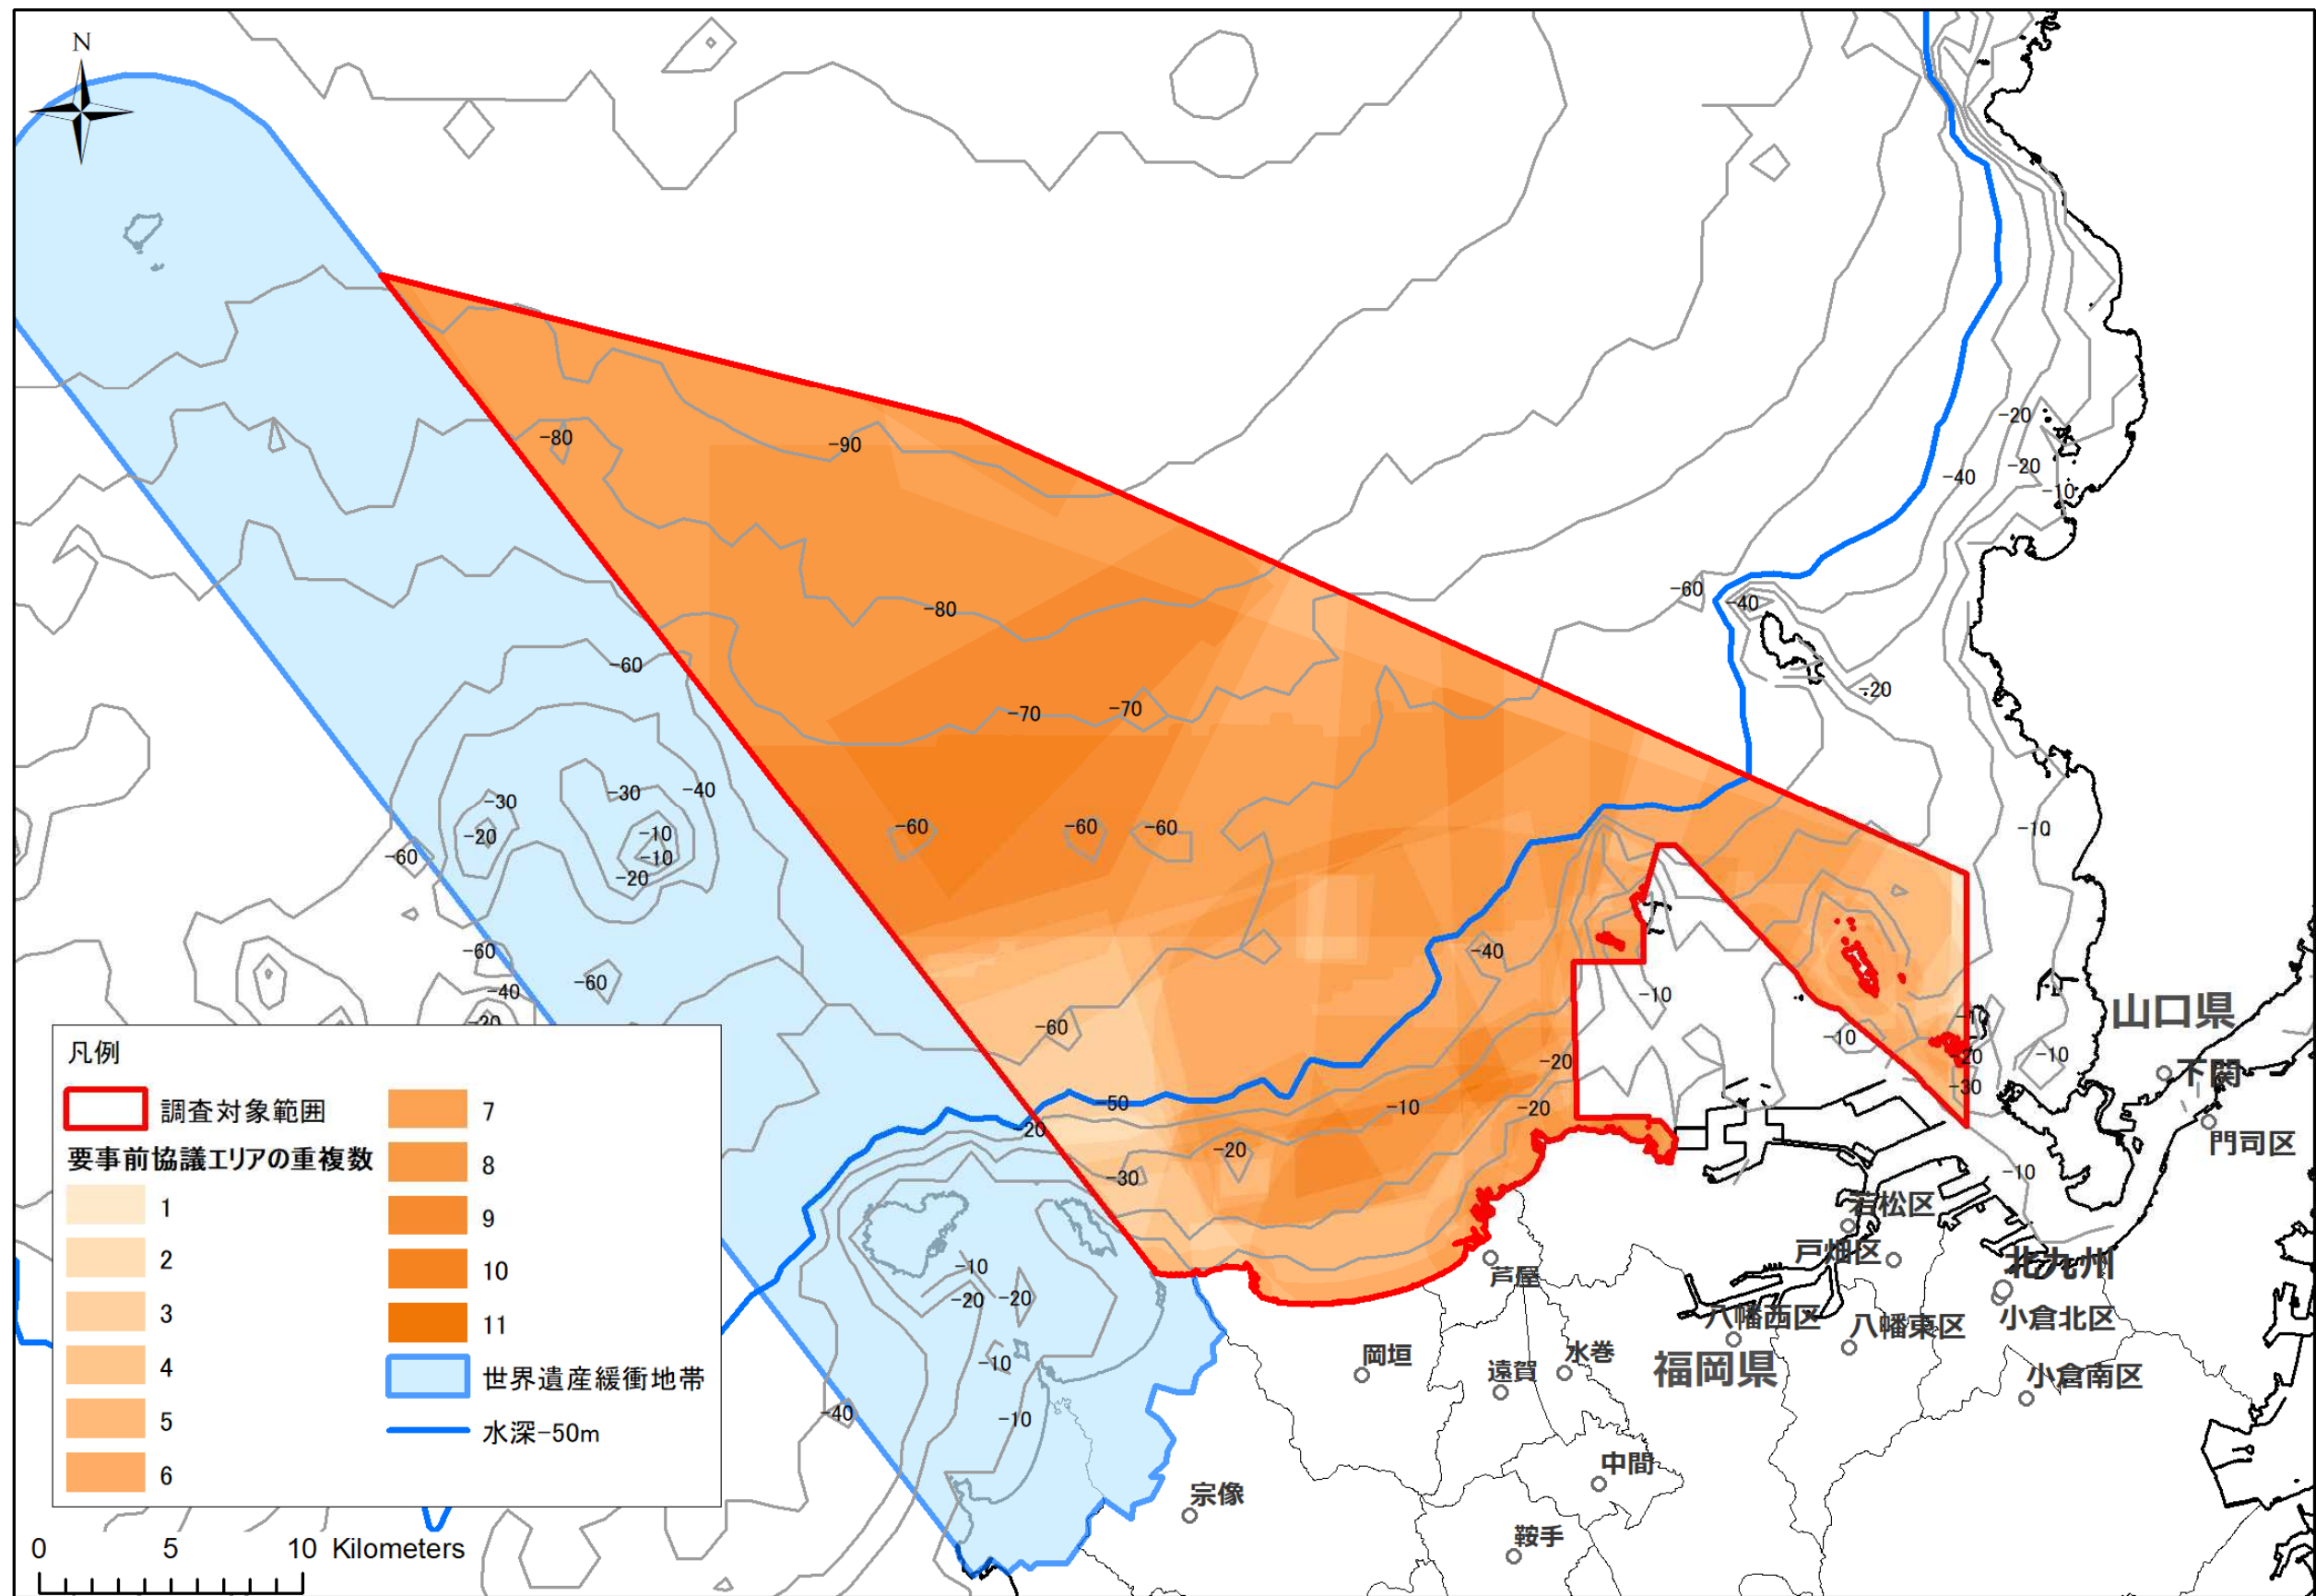 N
-80
-90
-20
-40
-20
-10
-60
-40
-80
-60
-20
-70
-70
-30
-30
-40
-20
-10
-10
-60
-60
-60
-60
-20
-10
-60
-40
-60
-40
-10
-20
-60
-10
-10
-10
-20
-30
山口県
下関
門司区
-50
-20
-10
-20
-20
-30
-10
-10
-20
-20
-10
-10
-40
若松区
戸畑区
北九州
芦屋
八幡西区
八幡東区
小倉北区
岡垣
遠賀
水巻
福岡県
小倉南区
中間
宗像
鞍手
凡例
調査対象範囲
要事前協議エリアの重複数
1
2
3
4
5
6
7
8
9
10
11
世界遺産緩衝地帯
水深-50m
0 5 10 Kilometers